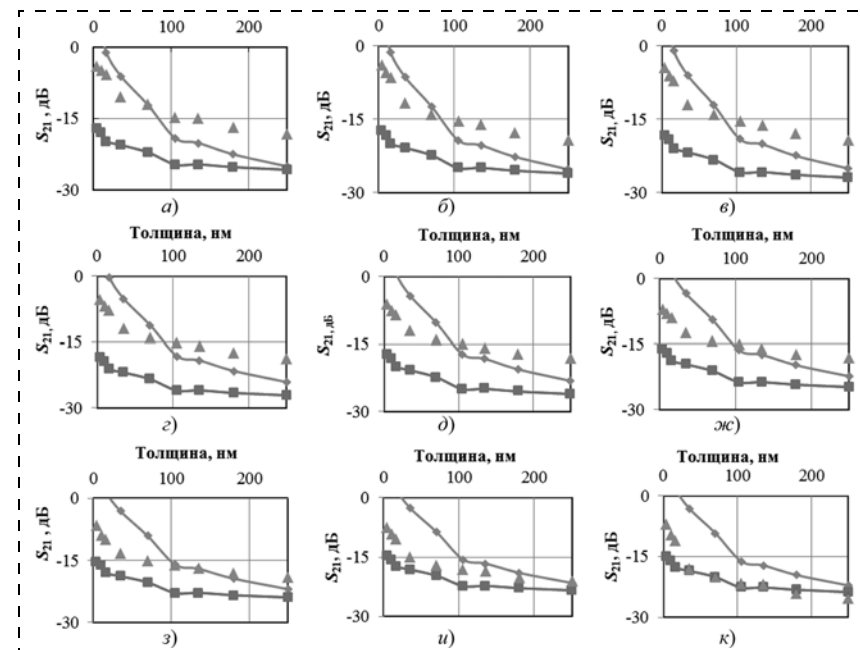 0 100 200
0 100 200
0 100 200
S21, дБ
0
-15
-30
а)
S21, дБ
0
-15
-30
б)
S21, дБ
0
-15
-30
в)
Толщина, нм
0 100 200
Толщина, нм
0 100 200
Толщина, нм
0 100 200
S21, дБ
0
-15
-30
г)
S21, дБ
0
-15
-30
д)
S21, дБ
0
-15
-30
ж)
Толщина, нм
0 100 200
Толщина, нм
0 100 200
Толщина, нм
0 100 200
S21, дБ
0
-15
-30
з)
S21, дБ
0
-15
-30
и)
S21, дБ
0
-15
-30
к)